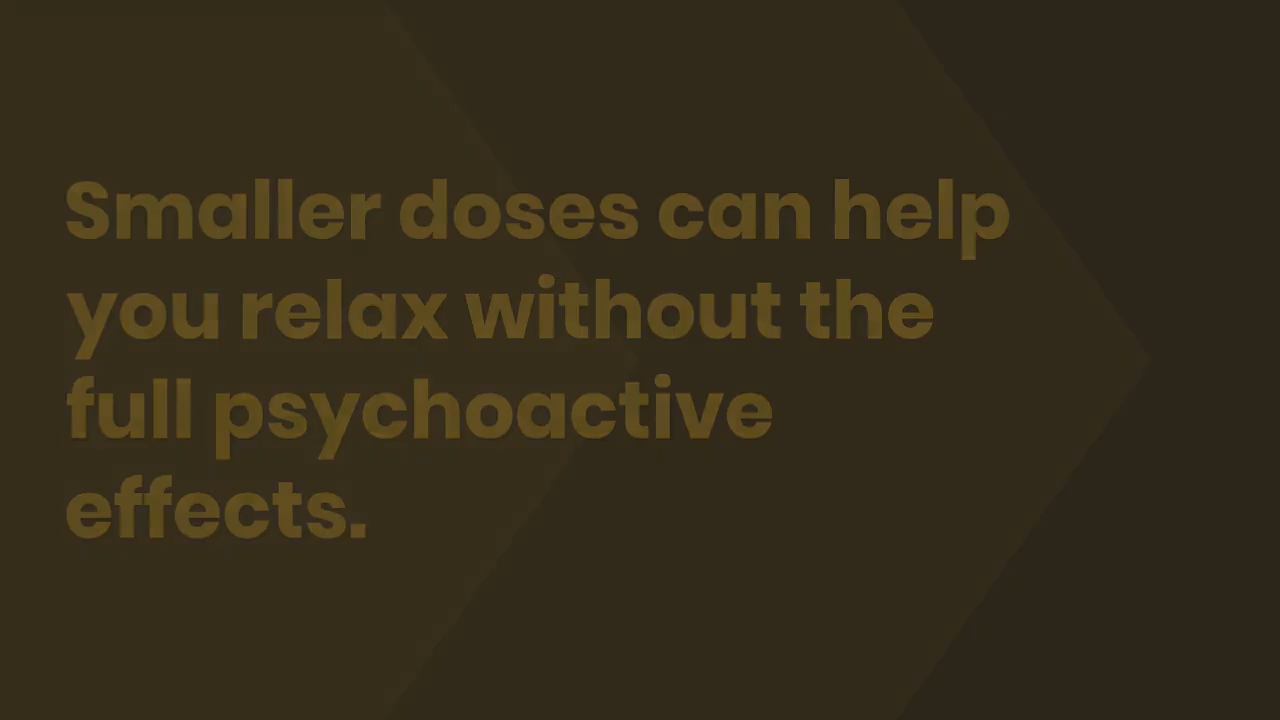 Smaller doses can help
you relax without the
full psychoactive
effects.